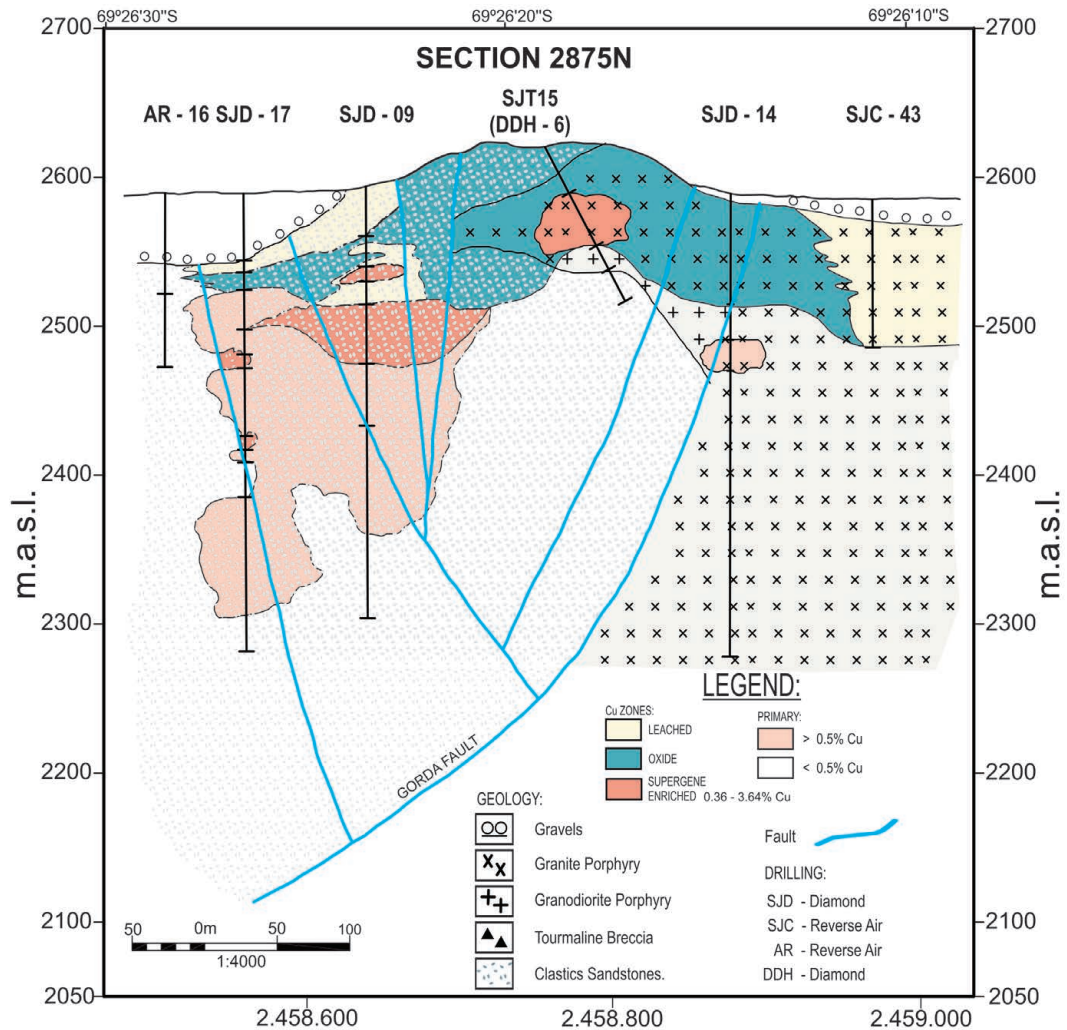 69º26'30"S 69º26'20"S 69º26'10"S
2700 2700
SECTION 2875N
AR - 16 SJD - 17 SJD - 09 SJT15 SJD - 14 SJC - 43
(DDH - 6)
2600 2600
2500 2500
2400 2400
m.a.s.l. m.a.s.l.
2300 2300
LEGEND:
Cu ZONES: PRIMARY:
LEACHED > 0.5% Cu
OXIDE < 0.5% Cu
SUPERGENE
ENRICHED 0.36 - 3.64% Cu
2200 2200
GORDA FAULT
GEOLOGY:
Gravels Fault
Granite Porphyry DRILLING:
Granodiorite Porphyry SJD - Diamond
2100 2100
SJC - Reverse Air
Tourmaline Breccia AR - Reverse Air
Clastics Sandstones. DDH - Diamond
50 0m 50 100
1:4000
2050 2050
2.458.600 2.458.800 2.459.000